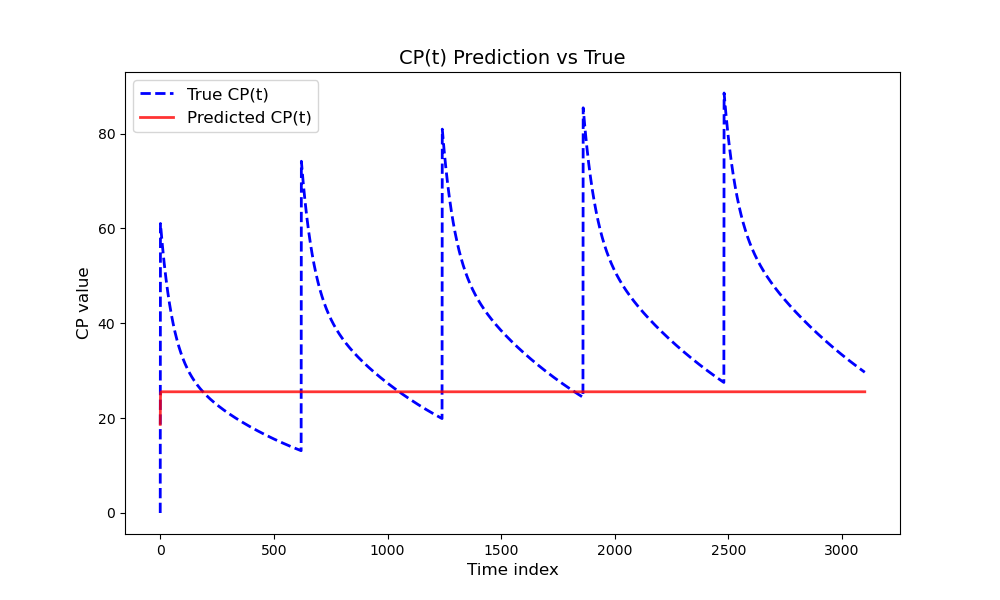 CP(t) Prediction vs True
True CP(t)
Predicted CP(t)
CP value
80
60
40
20
0
0 500 1000 1500 2000 2500 3000
Time index